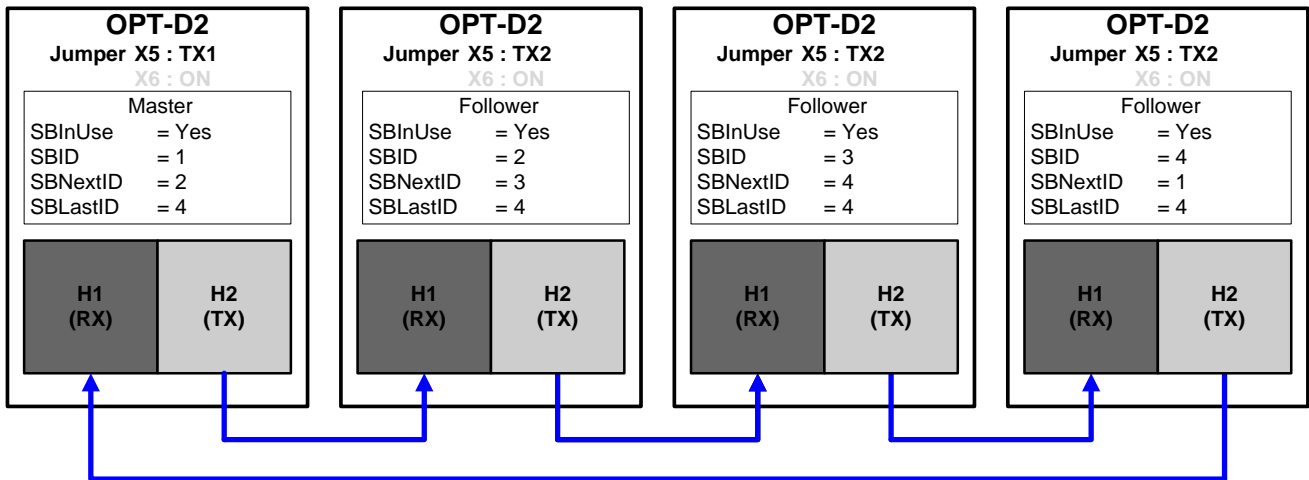 OPT-D2
Jumper X5 : TX1
X6 : ON
Master
SBInUse = Yes
SBID = 1
SBNextID = 2
SBLastID = 4
H1
(RX)
H2
(TX)
OPT-D2
Jumper X5 : TX2
X6 : ON
Follower
SBInUse = Yes
SBID = 2
SBNextID = 3
SBLastID = 4
H1
(RX)
H2
(TX)
OPT-D2
Jumper X5 : TX2
X6 : ON
Follower
SBInUse = Yes
SBID = 3
SBNextID = 4
SBLastID = 4
H1
(RX)
H2
(TX)
OPT-D2
Jumper X5 : TX2
X6 : ON
Follower
SBInUse = Yes
SBID = 4
SBNextID = 1
SBLastID = 4
H1
(RX)
H2
(TX)